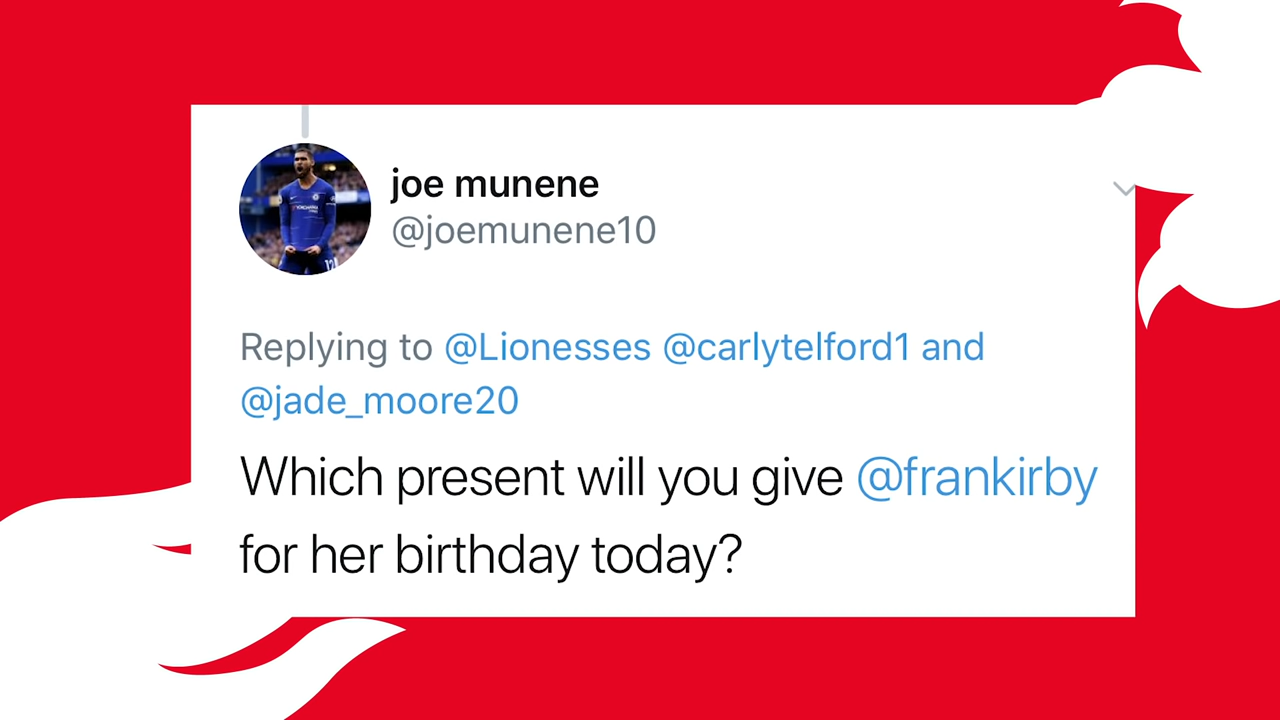 joe munene
@joemunene10
Replying to @Lionesses @carlytelford1 and
@jade_moore20
Which present will you give @frankirby
for her birthday today?